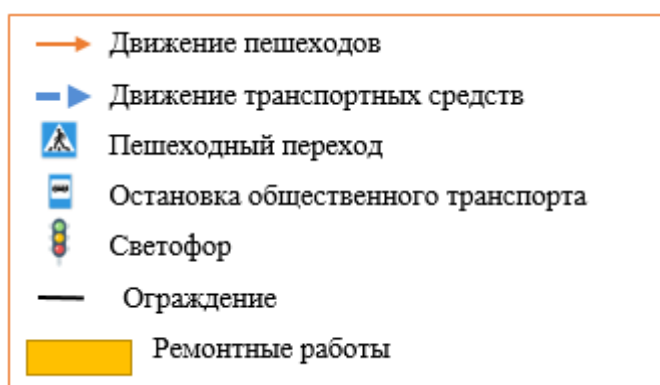 Движение пешеходов
Движение транспортных средств
Пешеходный переход
Остановка общественного транспорта
Светофор
Ограждение
Ремонтные работы